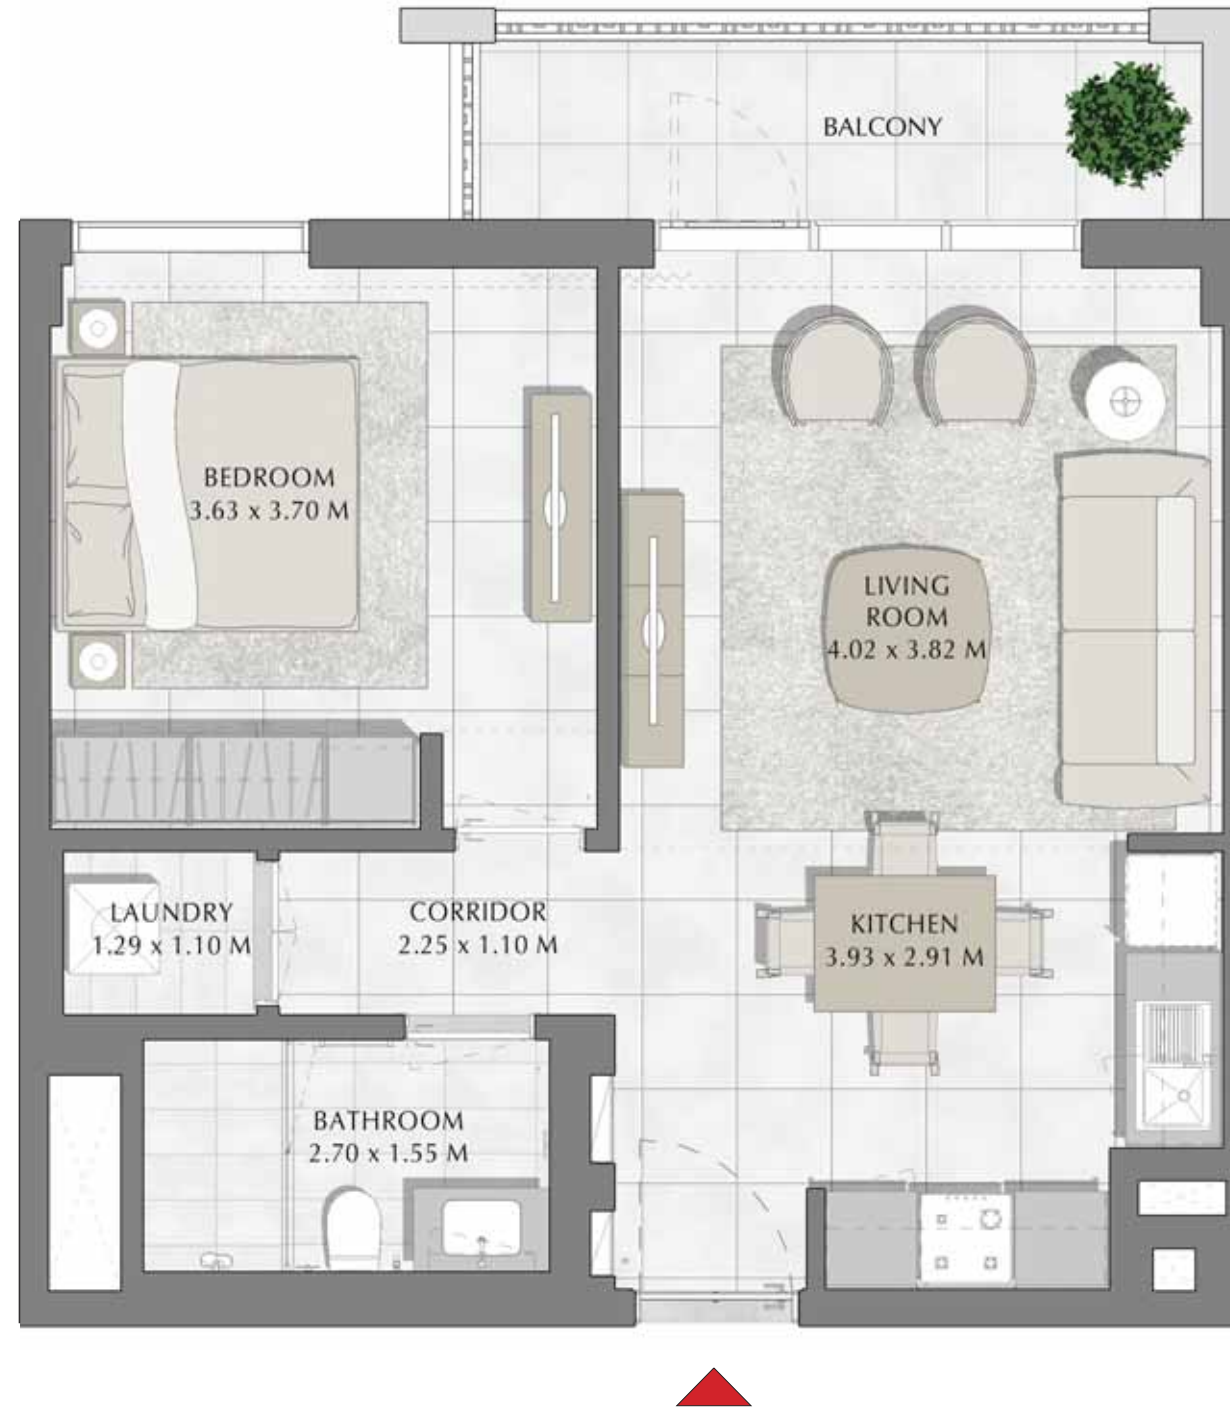 BALCONY
BEDROOM
3.63 x 3.70 M
LIVING
ROOM
4.02 x 3.82 M
LAUNDRY
1.29 x 1.10 M
CORRIDOR
2.25 x 1.10 M
KITCHEN
3.93 x 2.91 M
BATHROOM
2.70 x 1.55 M